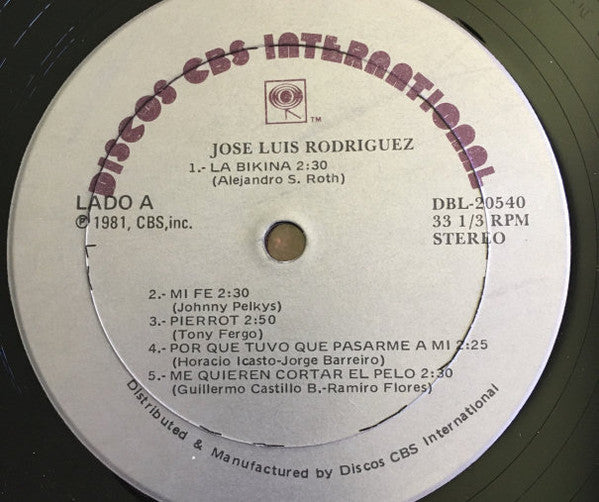 DISCOS CBS INTERNATIONAL
TM
JOSE LUIS RODRIGUEZ
1.- LA BIKINA 2:30
(Alejandro S. Roth)
LADO A
℗ 1981, CBS,inc.
DBL-20540
33 1/3 RPM
STEREO
2.- MI FE 2:30
(Johnny Pelkys)
3.- PIERROT 2:50
(Tony Fergo)
4.- POR QUE TUVO QUE PASARME A MI 2:25
(Horacio Icasto-Jorge Barreiro)
5.- ME QUIEREN CORTAR EL PELO 2:30
(Guillermo Castillo B.-Ramiro Flores)
Distributed & Manufactured by Discos CBS International